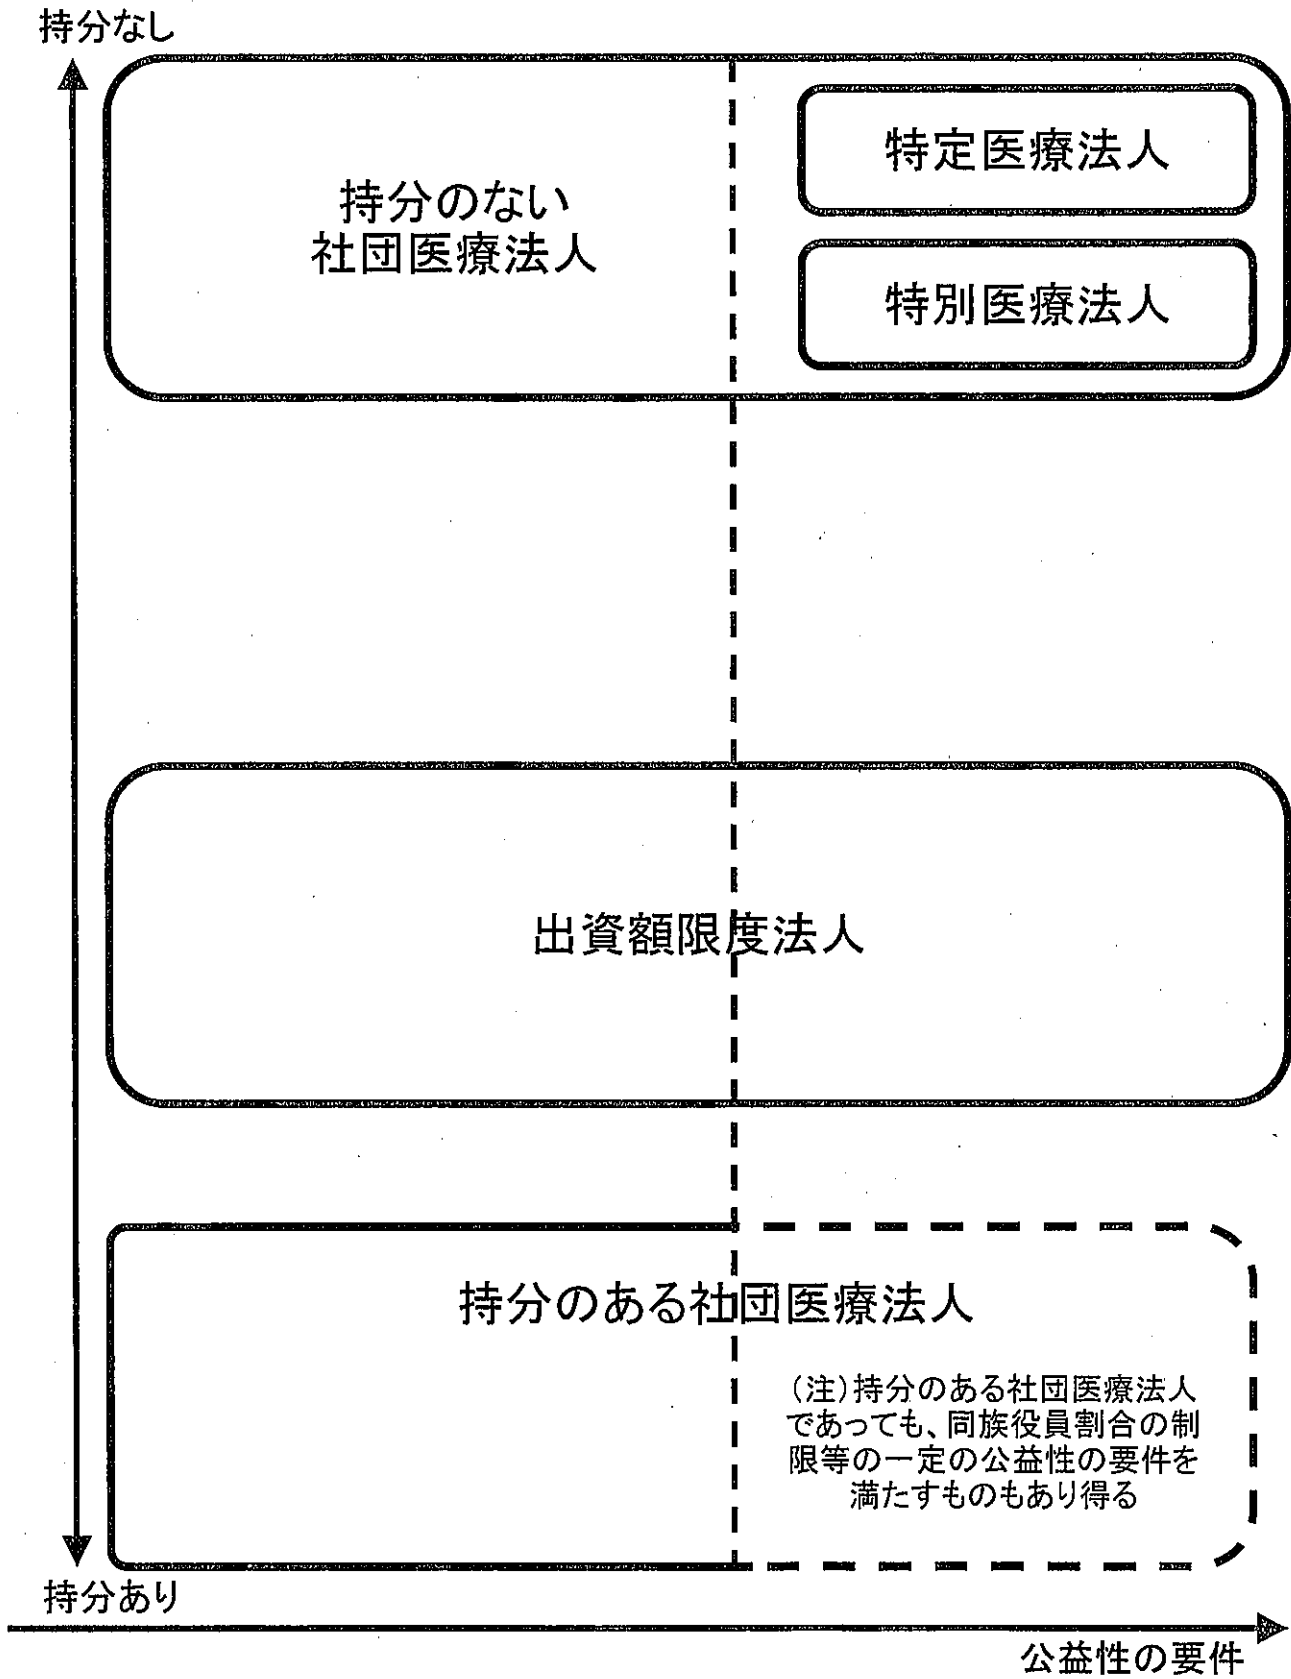 持分なし
持分のない
社団医療法人
特定医療法人
特別医療法人
出資額限度法人
持分のある社団医療法人
（注）持分のある社団医療法人
であっても、同族役員割合の制
限等の一定の公益性の要件を
満たすものもあり得る
持分あり
公益性の要件